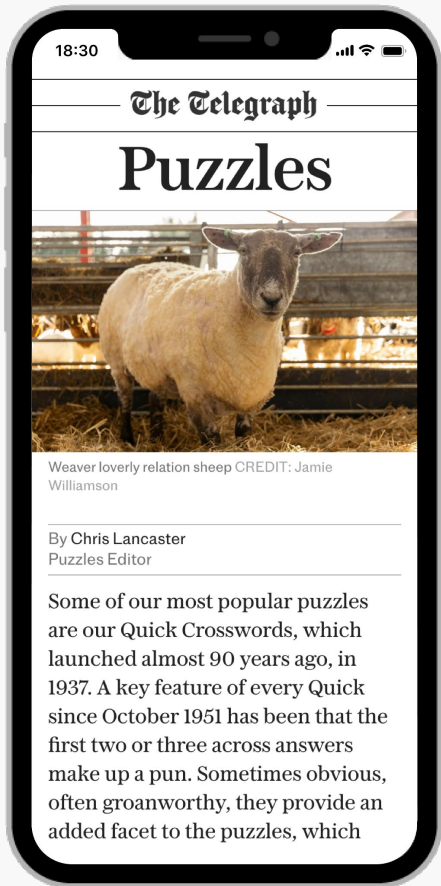 18:30
The Telegraph
Puzzles
Weaver loverly relation sheep CREDIT: Jamie
Williamson
By Chris Lancaster
Puzzles Editor
Some of our most popular puzzles
are our Quick Crosswords, which
launched almost 90 years ago, in
1937. A key feature of every Quick
since October 1951 has been that the
first two or three across answers
make up a pun. Sometimes obvious,
often groanworthy, they provide an
added facet to the puzzles, which